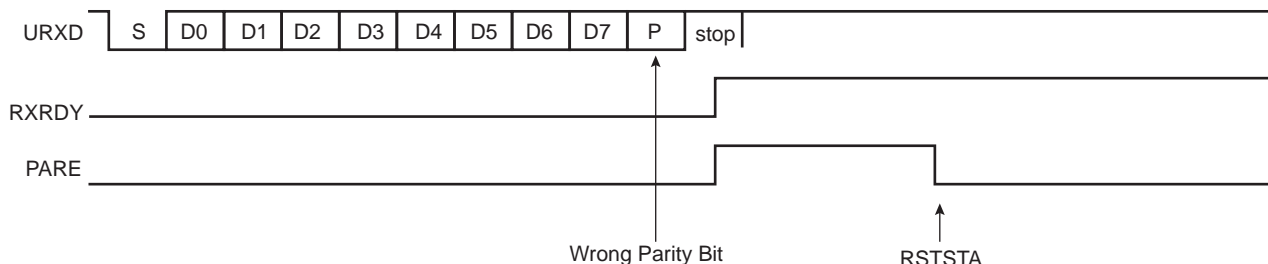 URXD S D0 D1 D2 D3 D4 D5 D6 D7 P stop
RXRDY
PARE
Wrong Parity Bit RSTSTA